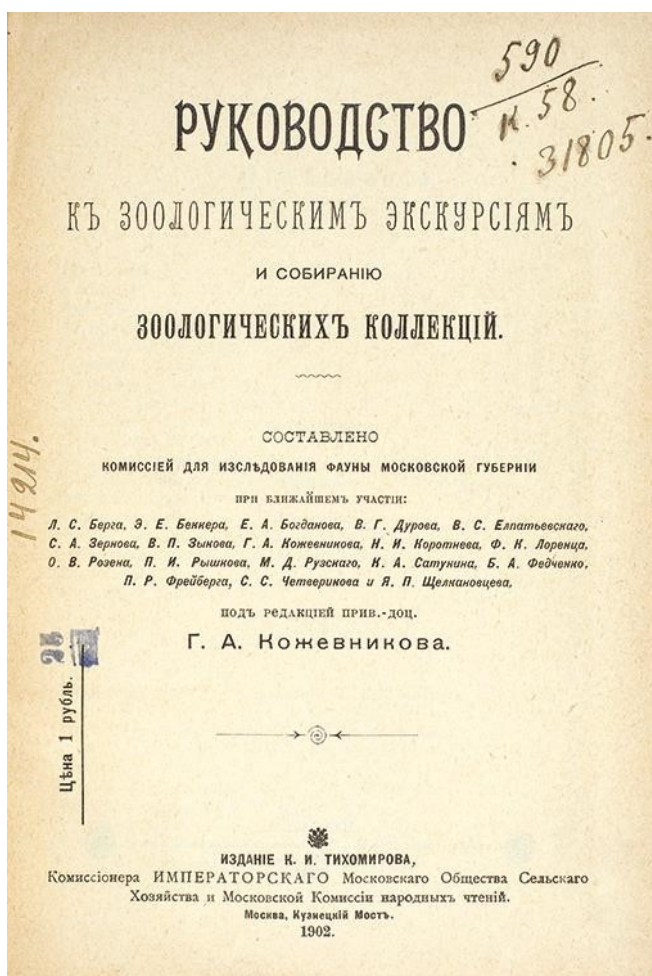 590
К. 58.
31805.
РУКОВОДСТВО
КЪ ЗООЛОГИЧЕСКИМЪ ЭКСКУРСІЯМЪ
И СОБИРАНІЮ
ЗООЛОГИЧЕСКИХЪ КОЛЛЕКЦІЙ.
СОСТАВЛЕНО
КОМИССІЕЙ ДЛЯ ИЗСЛѢДОВАНІЯ ФАУНЫ МОСКОВСКОЙ ГУБЕРНІИ
ПРИ БЛИЖАЙШЕМЪ УЧАСТІИ:
Л. С. Берга, Э. Е. Беккера, Е. А. Богданова, В. Г. Дурова, В. С. Елпатьевскаго,
С. А. Зернова, В. П. Зыкова, Г. А. Кожевникова, Н. И. Коротнева, Ф. К. Лоренца,
О. В. Розена, П. И. Рышкова, М. Д. Рузскаго, К. А. Сатунина, Б. А. Федченко,
П. Р. Фрейберга, С. С. Четверикова и Я. П. Щелкановцева,
ПОДЪ РЕДАКЦІЕЙ ПРИВ.-ДОЦ.
Г. А. Кожевникова.
14214.
25
Цѣна 1 рубль.
ИЗДАНІЕ К. И. ТИХОМИРОВА,
Комиссіонера ИМПЕРАТОРСКАГО Московскаго Общества Сельскаго
Хозяйства и Московской Комиссіи народныхъ чтеній.
Москва, Кузнецкій Мостъ.
1902.